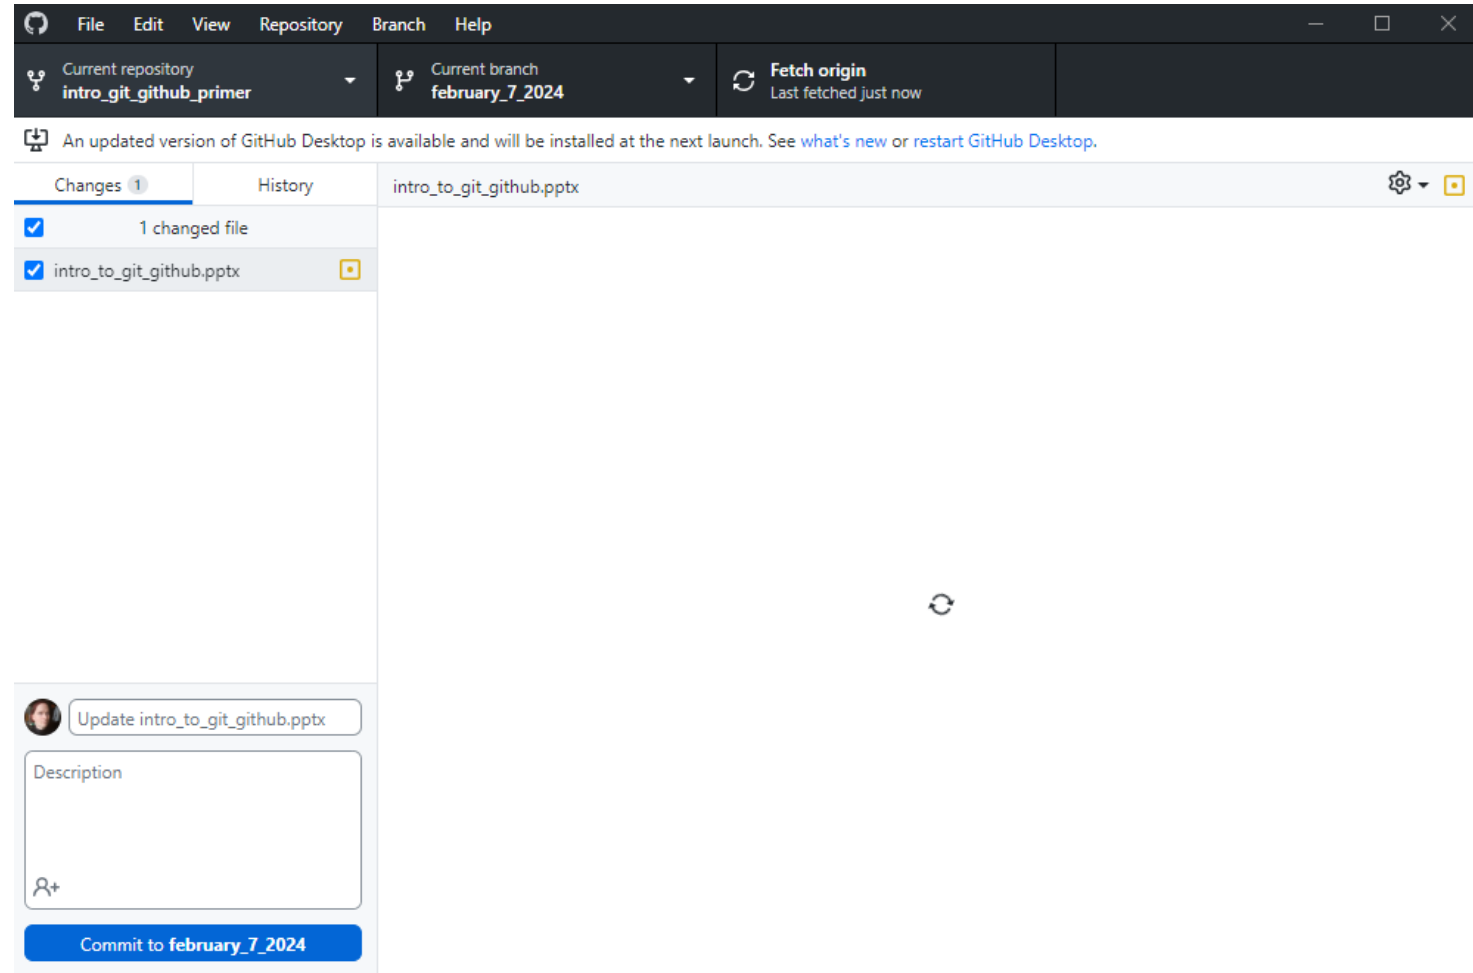 File Edit View Repository Branch Help
Current repository
intro_git_github_primer
Current branch
february_7_2024
Fetch origin
Last fetched just now
An updated version of GitHub Desktop is available and will be installed at the next launch. See what's new or restart GitHub Desktop.
Changes 1 History
intro_to_git_github.pptx
1 changed file
intro_to_git_github.pptx
Update intro_to_git_github.pptx
Description
Commit to february_7_2024